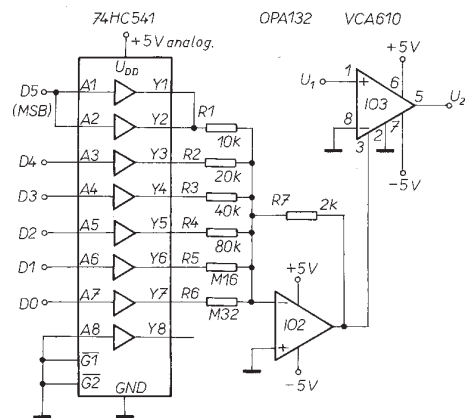 74HC541 OPA132 VCA610
+5V analog. +5V
U_DD
D5 A1 Y1 U_1 1 6 5 U_2
(MSB) A2 Y2 R1 8 IO3 7
10k 3 2
D4 A3 Y3 R2
20k -5V
D3 A4 Y4 R3
40k R7 2k
D2 A5 Y5 R4
80k
D1 A6 Y6 R5
M16 +5V
D0 A7 Y7 R6
M32
A8 Y8 IO2
G1
G2 -5V
GND